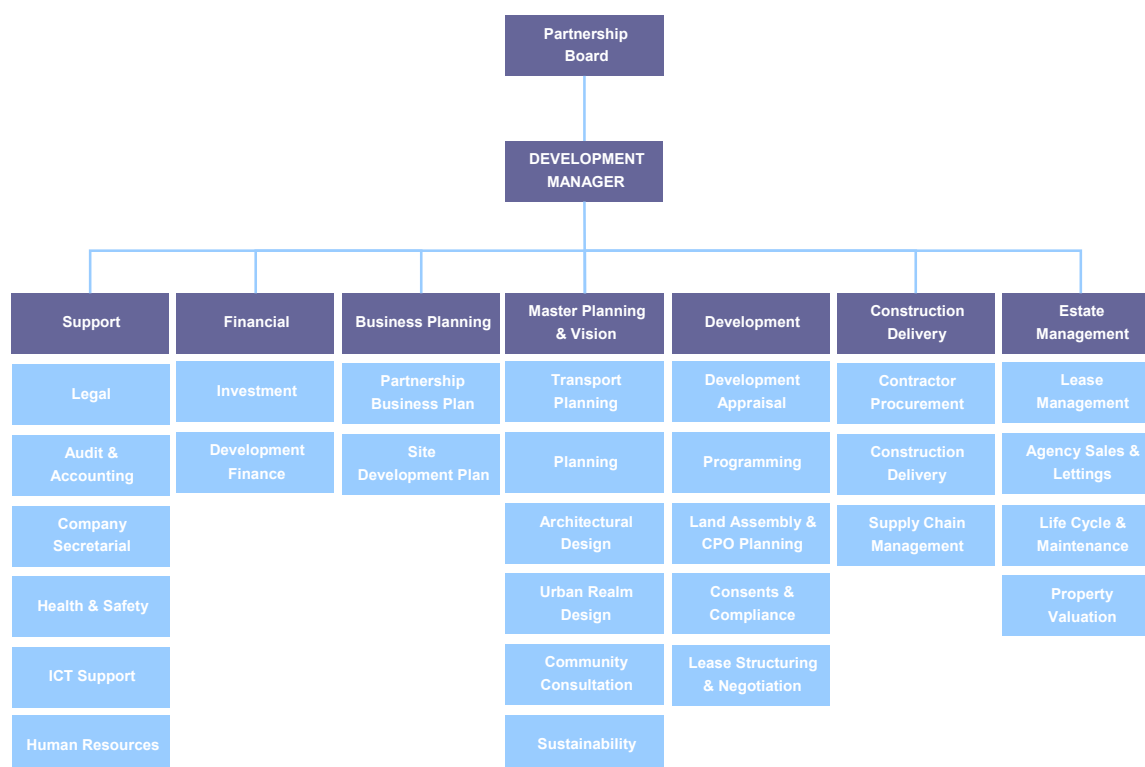 Partnership
Board
DEVELOPMENT
MANAGER
Support
Financial
Business Planning
Master Planning
& Vision
Development
Construction
Delivery
Estate
Management
Legal
Audit &
Accounting
Company
Secretarial
Health & Safety
ICT Support
Human Resources
Investment
Development
Finance
Partnership
Business Plan
Site
Development Plan
Transport
Planning
Planning
Architectural
Design
Urban Realm
Design
Community
Consultation
Sustainability
Development
Appraisal
Programming
Land Assembly &
CPO Planning
Consents &
Compliance
Lease Structuring
& Negotiation
Contractor
Procurement
Construction
Delivery
Supply Chain
Management
Lease
Management
Agency Sales &
Lettings
Life Cycle &
Maintenance
Property
Valuation